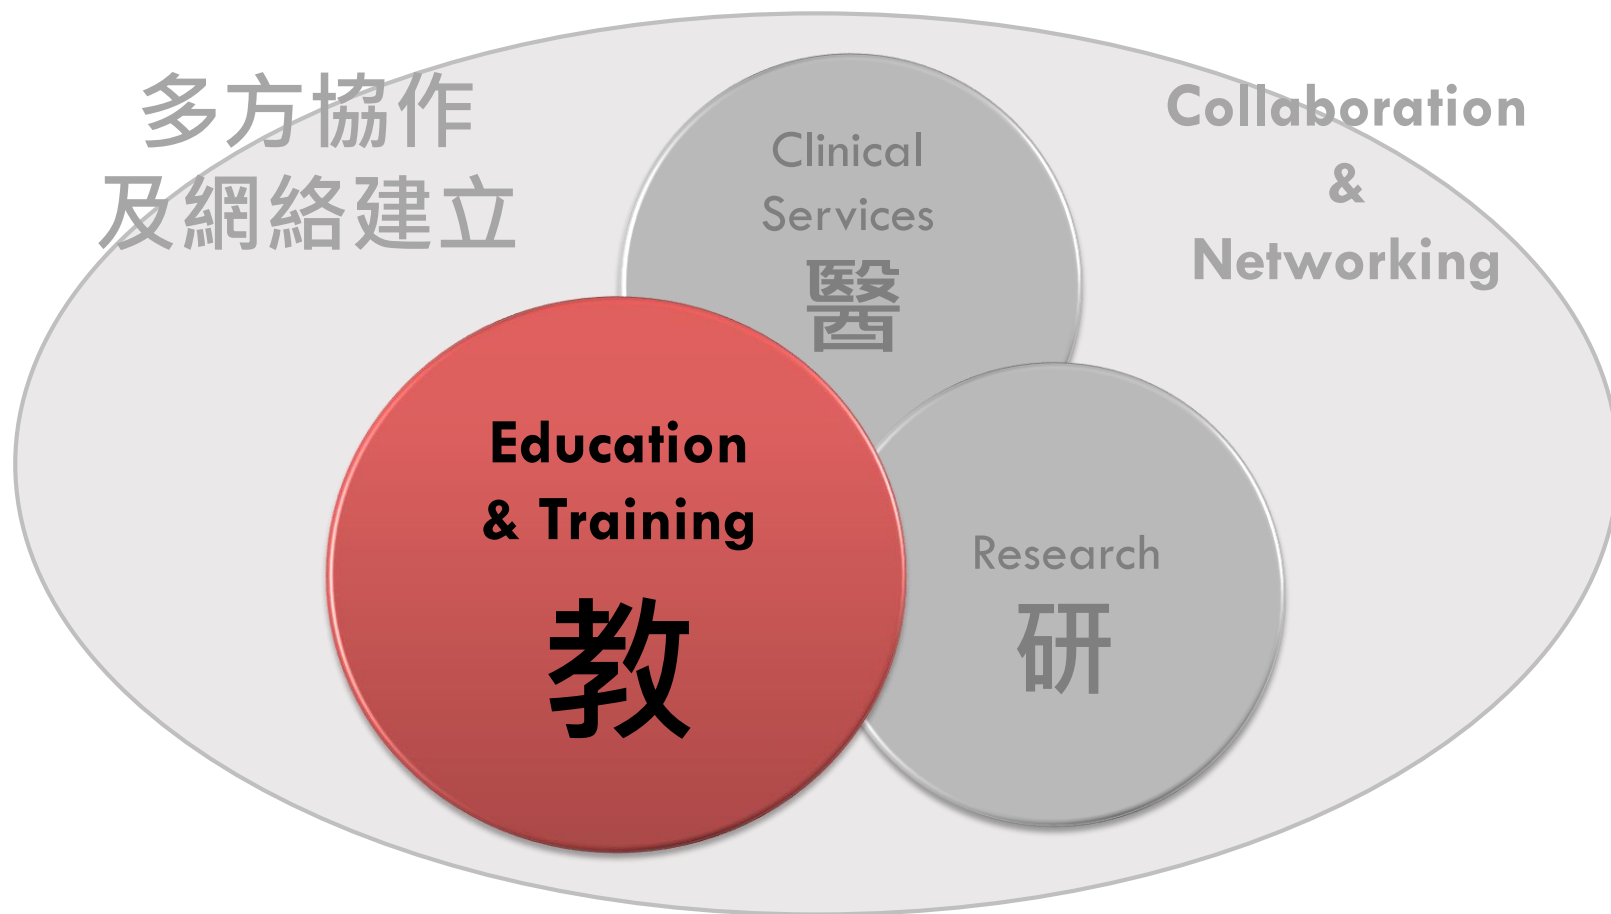 多方協作
及網絡建立
Collaboration
&
Networking
Clinical
Services
醫
Education
& Training
教
Research
研